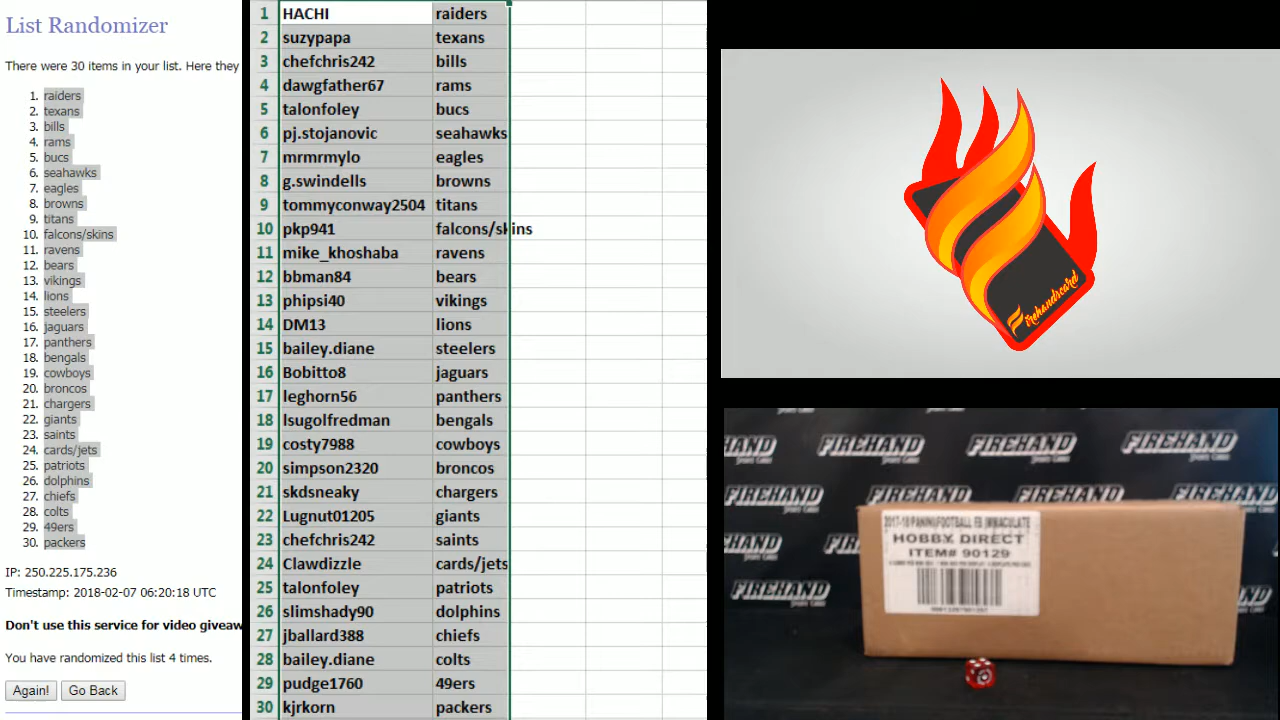 List Randomizer
There were 30 items in your list. Here they
1. raiders
2. texans
3. bills
4. rams
5. bucs
6. seahawks
7. eagles
8. browns
9. titans
10. falcons/skins
11. ravens
12. bears
13. vikings
14. lions
15. steelers
16. jaguars
17. panthers
18. bengals
19. cowboys
20. broncos
21. chargers
22. giants
23. saints
24. cards/jets
25. patriots
26. dolphins
27. chiefs
28. colts
29. 49ers
30. packers
IP: 250.225.175.236
Timestamp: 2018-02-07 06:20:18 UTC
Don't use this service for video giveaw
You have randomized this list 4 times.
Again! Go Back
1 HACHI raiders
2 suzypapa texans
3 chefchris242 bills
4 dawgfather67 rams
5 talonfoley bucs
6 pj.stojanovic seahawks
7 mrmrmylo eagles
8 g.swindells browns
9 tommyconway2504 titans
10 pkp941 falcons/skins
11 mike_khoshaba ravens
12 bbman84 bears
13 phipsi40 vikings
14 DM13 lions
15 bailey.diane steelers
16 Bobitto8 jaguars
17 leghorn56 panthers
18 lsugolfredman bengals
19 costy7988 cowboys
20 simpson2320 broncos
21 skdsneaky chargers
22 Lugnut01205 giants
23 chefchris242 saints
24 Clawdizzle cards/jets
25 talonfoley patriots
26 slimshady90 dolphins
27 jballard388 chiefs
28 bailey.diane colts
29 pudge1760 49ers
30 kjrkorn packers
Firehandscard
FIREHAND
FIREHAND
FIREHAND
FIREHAND
2017-18 PANINI FOOTBALL FB IMMACULATE
HOBBY DIRECT
ITEM# 90129